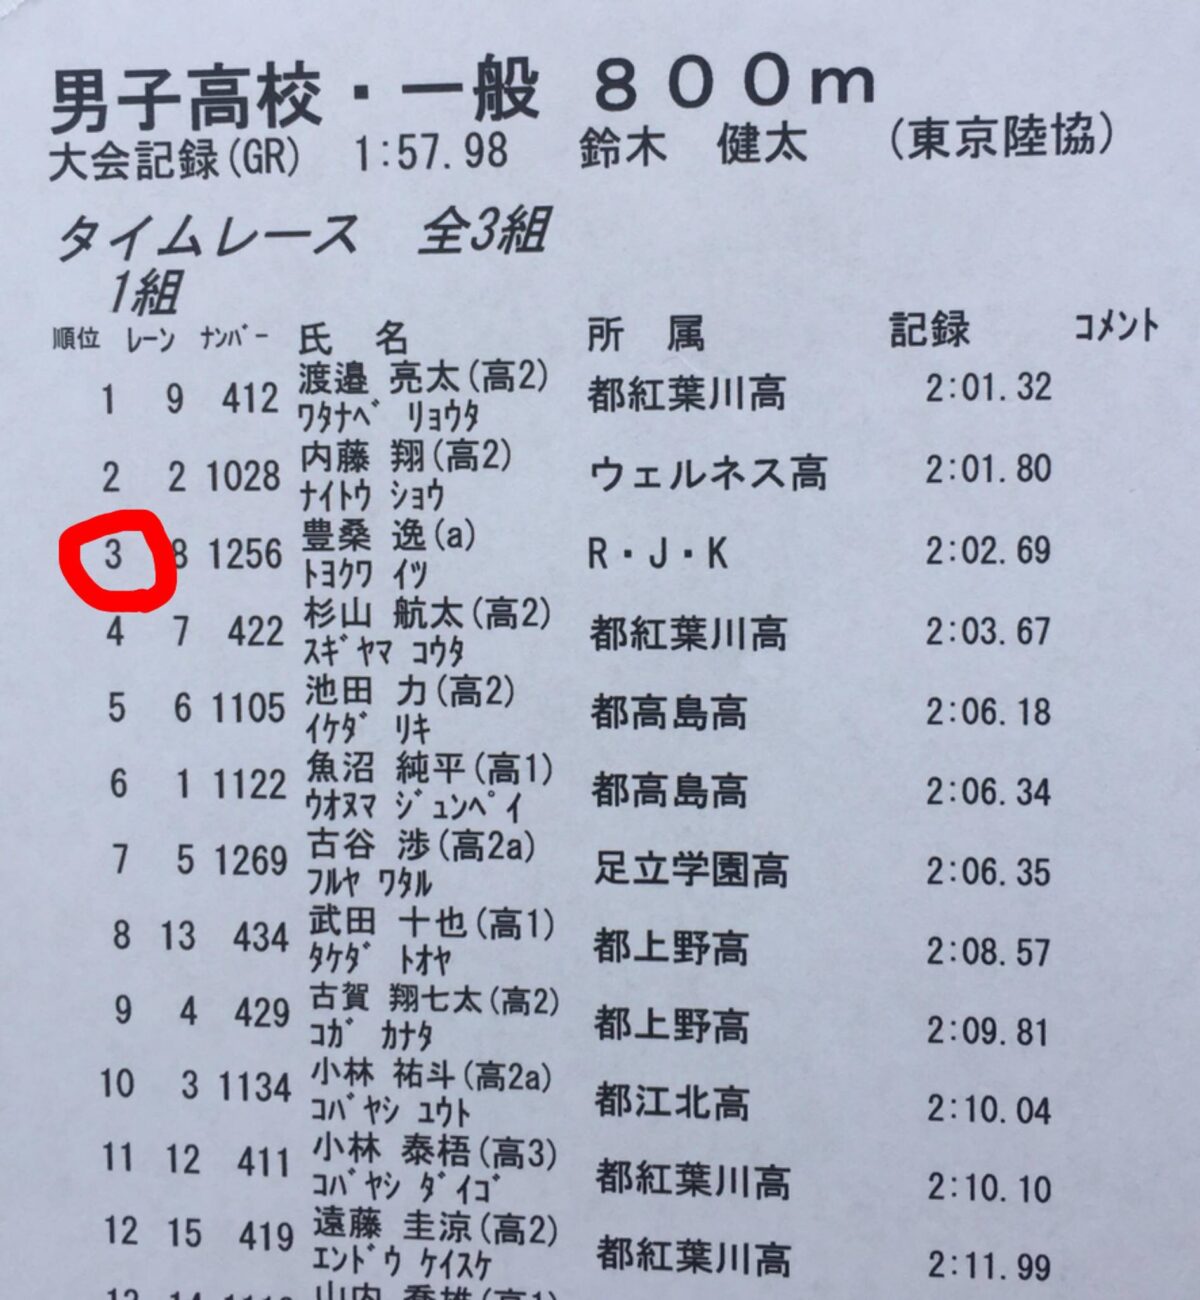 男子高校・一般 800m
大会記録(GR) 1:57.98 鈴木 健太 (東京陸協)
タイムレース 全3組
1組
順位 レーン ナンバー 氏 名 所 属 記録 コメント
1 9 412 渡邉 亮太(高2) 都紅葉川高 2:01.32
ワタナベ リョウタ
2 2 1028 内藤 翔(高2) ウェルネス高 2:01.80
ナイトウ ショウ
3 8 1256 豊桑 逸(a) R・J・K 2:02.69
トヨクワ イツ
4 7 422 杉山 航太(高2) 都紅葉川高 2:03.67
スギヤマ コウタ
5 6 1105 池田 力(高2) 都高島高 2:06.18
イケダ リキ
6 1 1122 魚沼 純平(高1) 都高島高 2:06.34
ウオヌマ ジュンペイ
7 5 1269 古谷 渉(高2a) 足立学園高 2:06.35
フルヤ ワタル
8 13 434 武田 十也(高1) 都上野高 2:08.57
タケダ トオヤ
9 4 429 古賀 翔七太(高2) 都上野高 2:09.81
コガ カナタ
10 3 1134 小林 祐斗(高2a) 都江北高 2:10.04
コバヤシ ユウト
11 12 411 小林 泰梧(高3) 都紅葉川高 2:10.10
コバヤシ ダイゴ
12 15 419 遠藤 圭涼(高2) 都紅葉川高 2:11.99
エンドウ ケイスケ